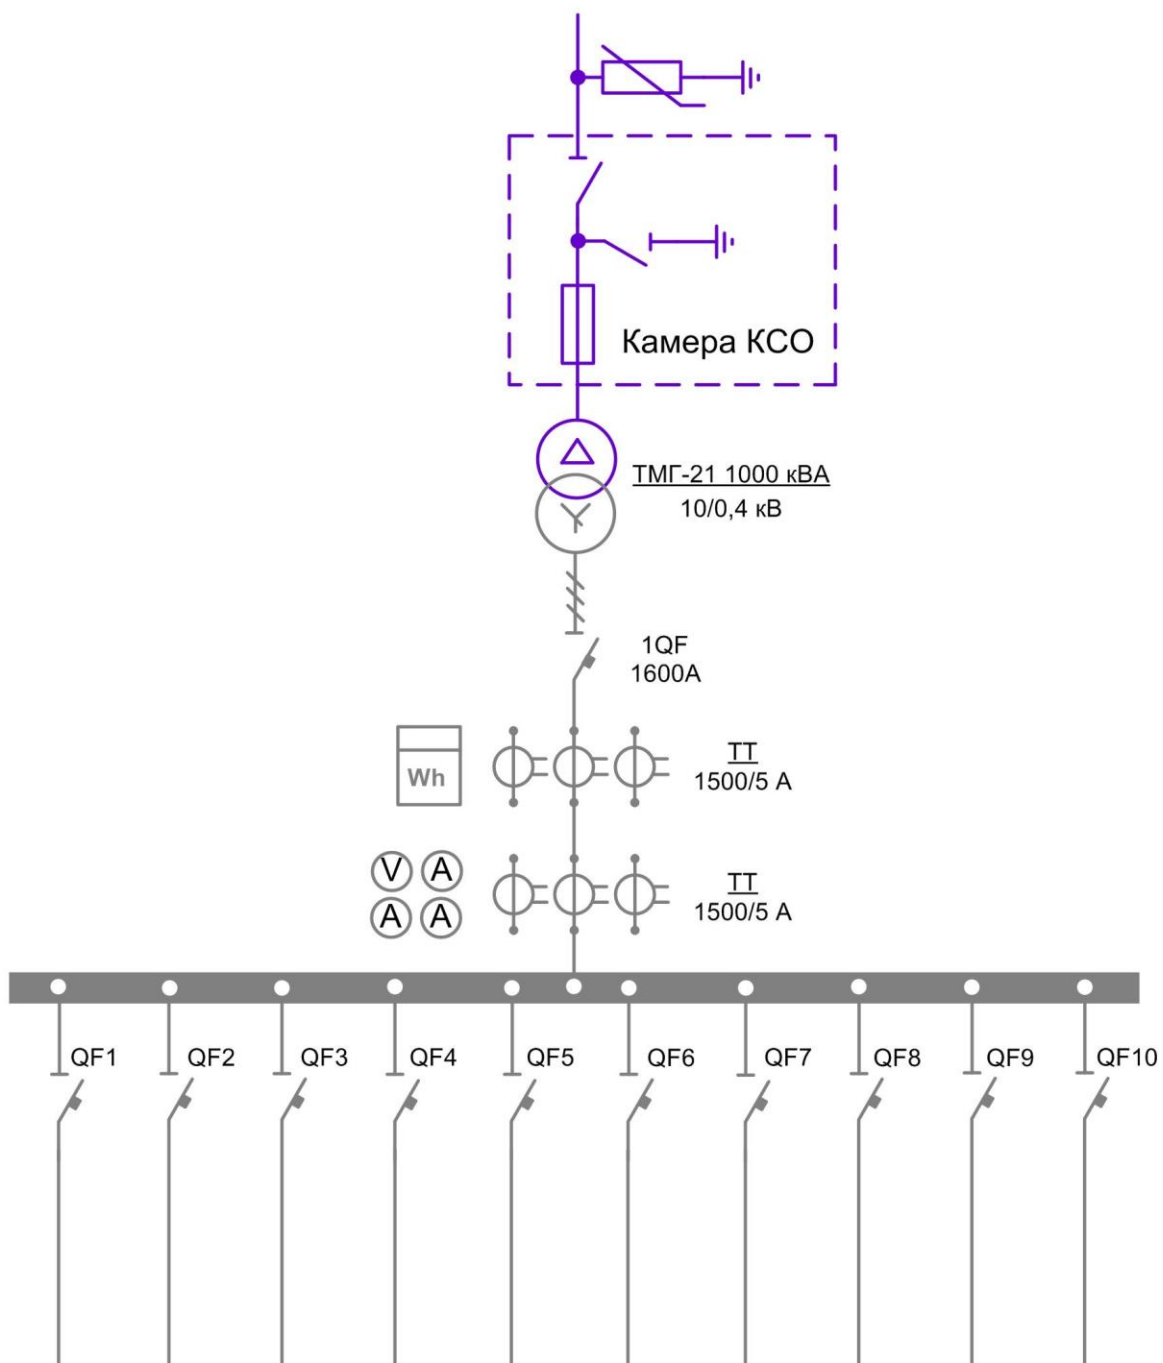 Камера КСО
ТМГ-21 1000 кВА
10/0,4 кВ
1QF
1600А
Wh
ТТ
1500/5 А
V A
A A
ТТ
1500/5 А
QF1 QF2 QF3 QF4 QF5 QF6 QF7 QF8 QF9 QF10